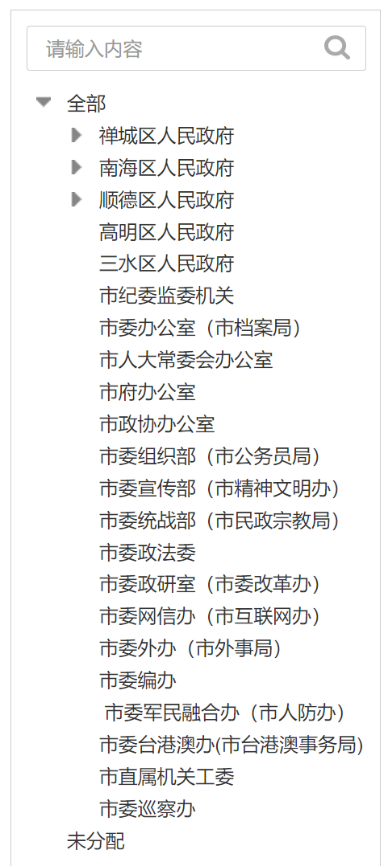 请输入内容
全部
禅城区人民政府
南海区人民政府
顺德区人民政府
高明区人民政府
三水区人民政府
市纪委监委机关
市委办公室（市档案局）
市人大常委会办公室
市府办公室
市政协办公室
市委组织部（市公务员局）
市委宣传部（市精神文明办）
市委统战部（市民政宗教局）
市委政法委
市委政研室（市委改革办）
市委网信办（市互联网办）
市委外办（市外事局）
市委编办
市委军民融合办（市人防办）
市委台港澳办(市台港澳事务局)
市直属机关工委
市委巡察办
未分配